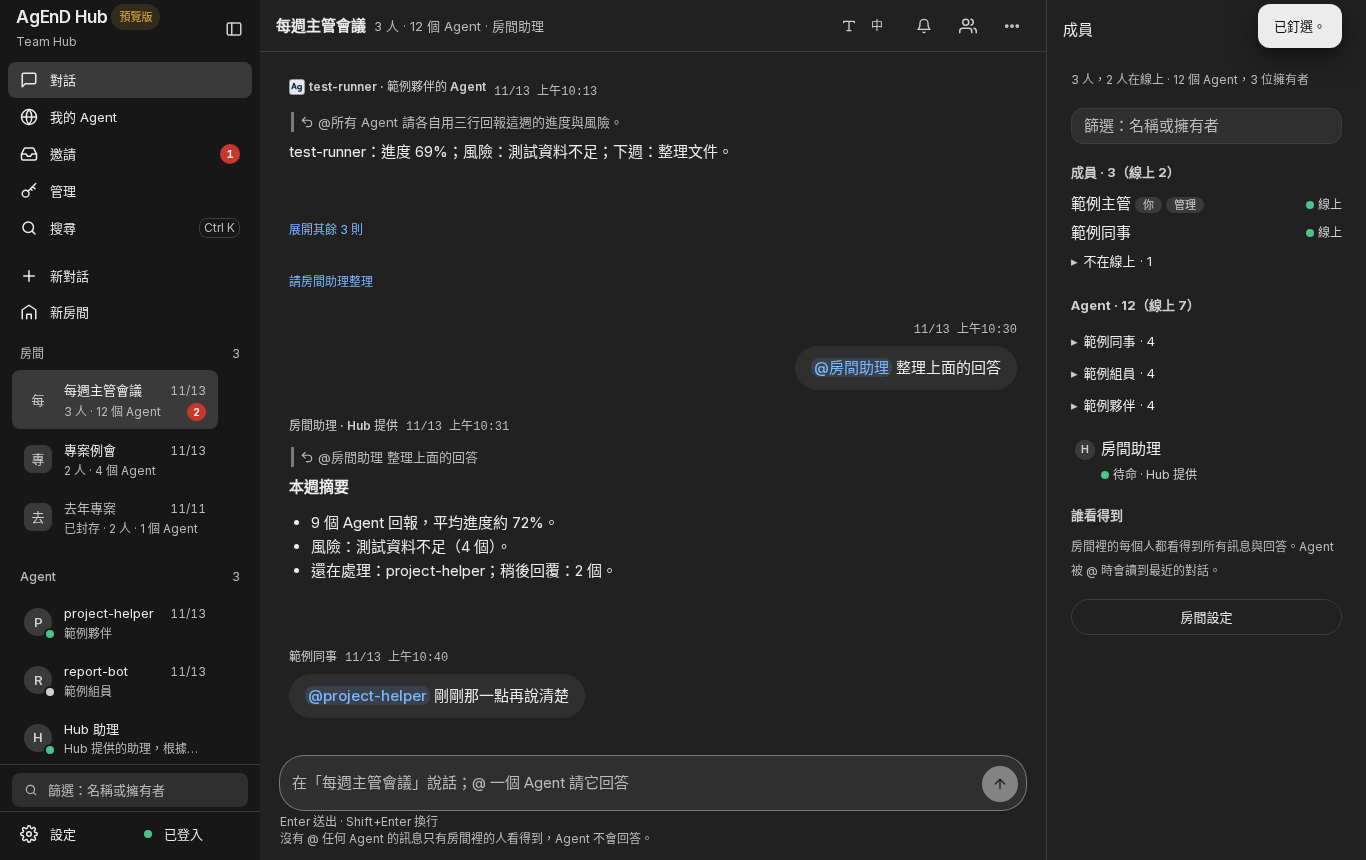 AgEnD Hub 預覽版
Team Hub
對話
我的 Agent
邀請 1
管理
搜尋 Ctrl K
新對話
新房間
房間 3
每 每週主管會議 11/13
3 人 · 12 個 Agent 2
專 專案例會 11/13
2 人 · 4 個 Agent
去 去年專案 11/11
已封存 · 2 人 · 1 個 Agent
Agent 3
P project-helper 11/13
範例夥伴
R report-bot 11/13
範例組員
H Hub 助理
Hub 提供的助理，根據…
篩選：名稱或擁有者
設定 已登入
每週主管會議 3 人 · 12 個 Agent · 房間助理
中
Ag test-runner · 範例夥伴的 Agent 11/13 上午10:13
@所有 Agent 請各自用三行回報這週的進度與風險。
test-runner：進度 69%；風險：測試資料不足；下週：整理文件。
展開其餘 3 則
請房間助理整理
11/13 上午10:30
@房間助理 整理上面的回答
房間助理 · Hub 提供 11/13 上午10:31
@房間助理 整理上面的回答
本週摘要
• 9 個 Agent 回報，平均進度約 72%。
• 風險：測試資料不足（4 個）。
• 還在處理：project-helper；稍後回覆：2 個。
範例同事 11/13 上午10:40
@project-helper 剛剛那一點再說清楚
在「每週主管會議」說話；@ 一個 Agent 請它回答
Enter 送出 · Shift+Enter 換行
沒有 @ 任何 Agent 的訊息只有房間裡的人看得到，Agent 不會回答。
成員
已釘選。
3 人，2 人在線上 · 12 個 Agent，3 位擁有者
篩選：名稱或擁有者
成員 · 3（線上 2）
範例主管 你 管理 線上
範例同事 線上
▸ 不在線上 · 1
Agent · 12（線上 7）
▸ 範例同事 · 4
▸ 範例組員 · 4
▸ 範例夥伴 · 4
H 房間助理
待命 · Hub 提供
誰看得到
房間裡的每個人都看得到所有訊息與回答。Agent
被 @ 時會讀到最近的對話。
房間設定